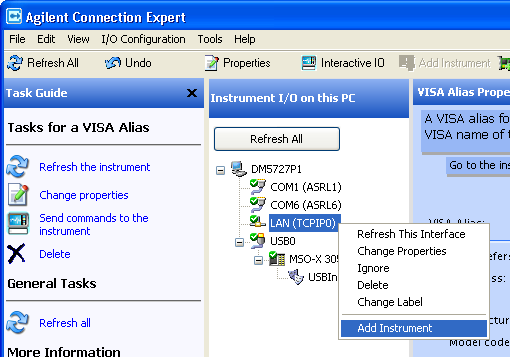 Agilent Connection Expert
File Edit View I/O Configuration Tools Help
Refresh All Undo Properties Interactive IO Add Instrument
Task Guide
Tasks for a VISA Alias
Refresh the instrument
Change properties
Send commands to the
instrument
Delete
General Tasks
Refresh all
More Information
Instrument I/O on this PC
Refresh All
DM5727P1
COM1 (ASRL1)
COM6 (ASRL6)
LAN (TCPIP0)
USB0
MSO-X 305
USBIn
Refresh This Interface
Change Properties
Ignore
Delete
Change Label
Add Instrument
VISA Alias Prope
A VISA alias fo
VISA name of t
Go to the ins
VISA Alias:
efers
ss:
ctur
Model code